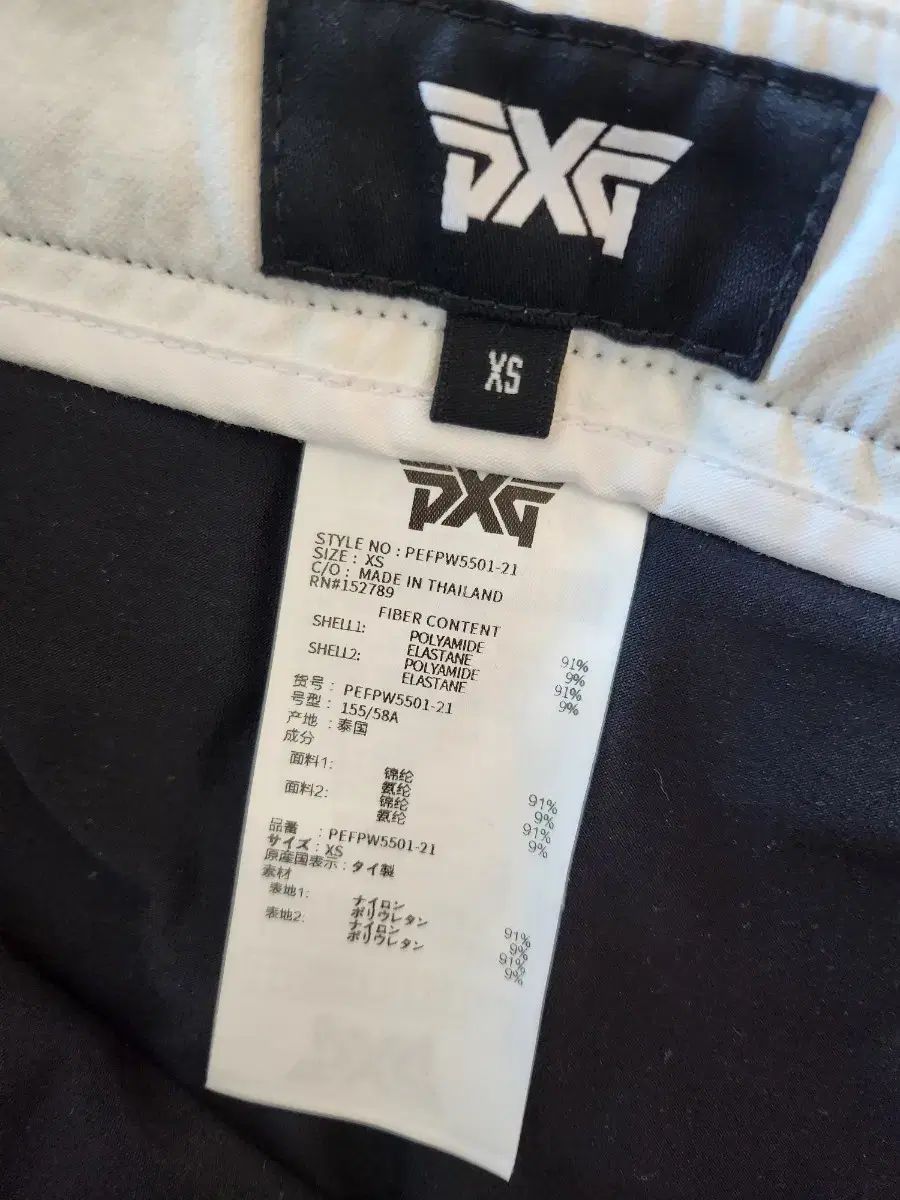 PXG
XS
PXG
STYLE NO : PEFPW5501-21
SIZE : XS
C/O : MADE IN THAILAND
RN#152789
FIBER CONTENT
SHELL1: POLYAMIDE 91%
ELASTANE 9%
SHELL2: POLYAMIDE 91%
ELASTANE 9%
货号 : PEFPW5501-21
号型 : 155/58A
产地 : 泰国
成分
面料1: 锦纶 91%
氨纶 9%
面料2: 锦纶 91%
氨纶 9%
品番 : PEFPW5501-21
サイズ : XS
原産国表示 : タイ製
素材
表地1: ナイロン 91%
ポリウレタン 9%
表地2: ナイロン 91%
ポリウレタン 9%